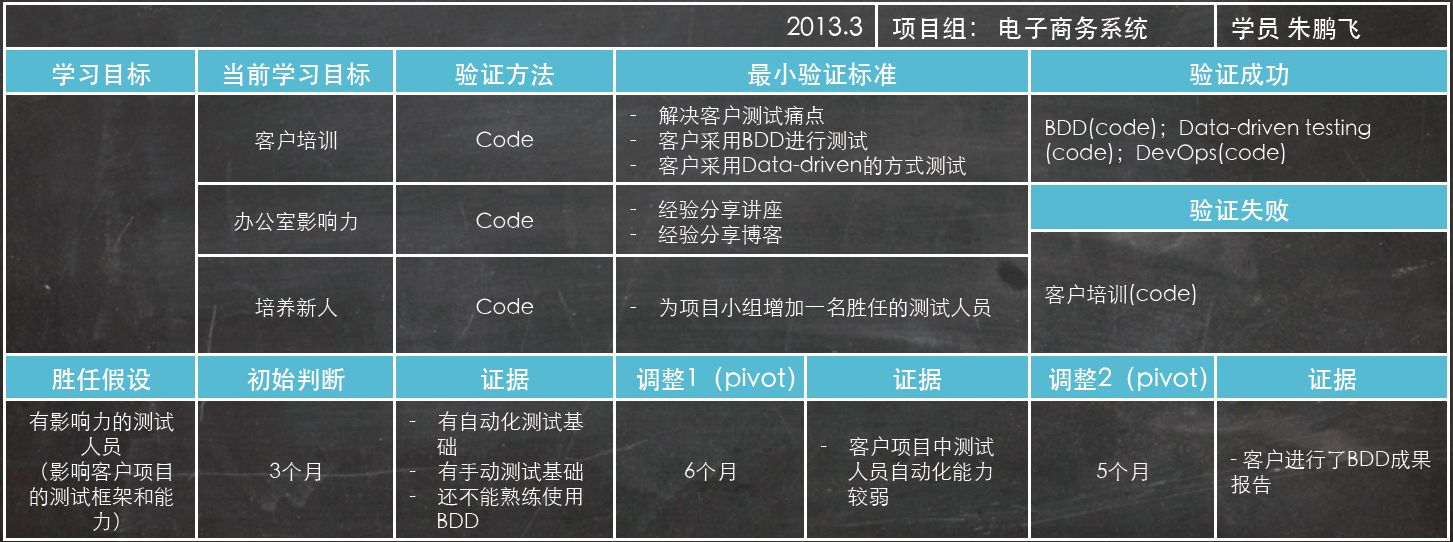 2013.3 项目组： 电子商务系统 学员 朱鹏飞
学习目标 当前学习目标 验证方法 最小验证标准 验证成功
客户培训
Code
- 解决客户测试痛点
- 客户采用BDD进行测试
- 客户采用Data-driven的方式测试
BDD(code)；Data-driven testing
(code)；DevOps(code)
办公室影响力
Code
- 经验分享讲座
- 经验分享博客
验证失败
培养新人
Code
- 为项目小组增加一名胜任的测试人员
客户培训(code)
胜任假设 初始判断 证据 调整1（pivot） 证据 调整2（pivot） 证据
有影响力的测试
人员
（影响客户项目
的测试框架和能
力）
3个月
- 有自动化测试基
础
- 有手动测试基础
- 还不能熟练使用
BDD
6个月
- 客户项目中测试
人员自动化能力
较弱
5个月
- 客户进行了BDD成果
报告